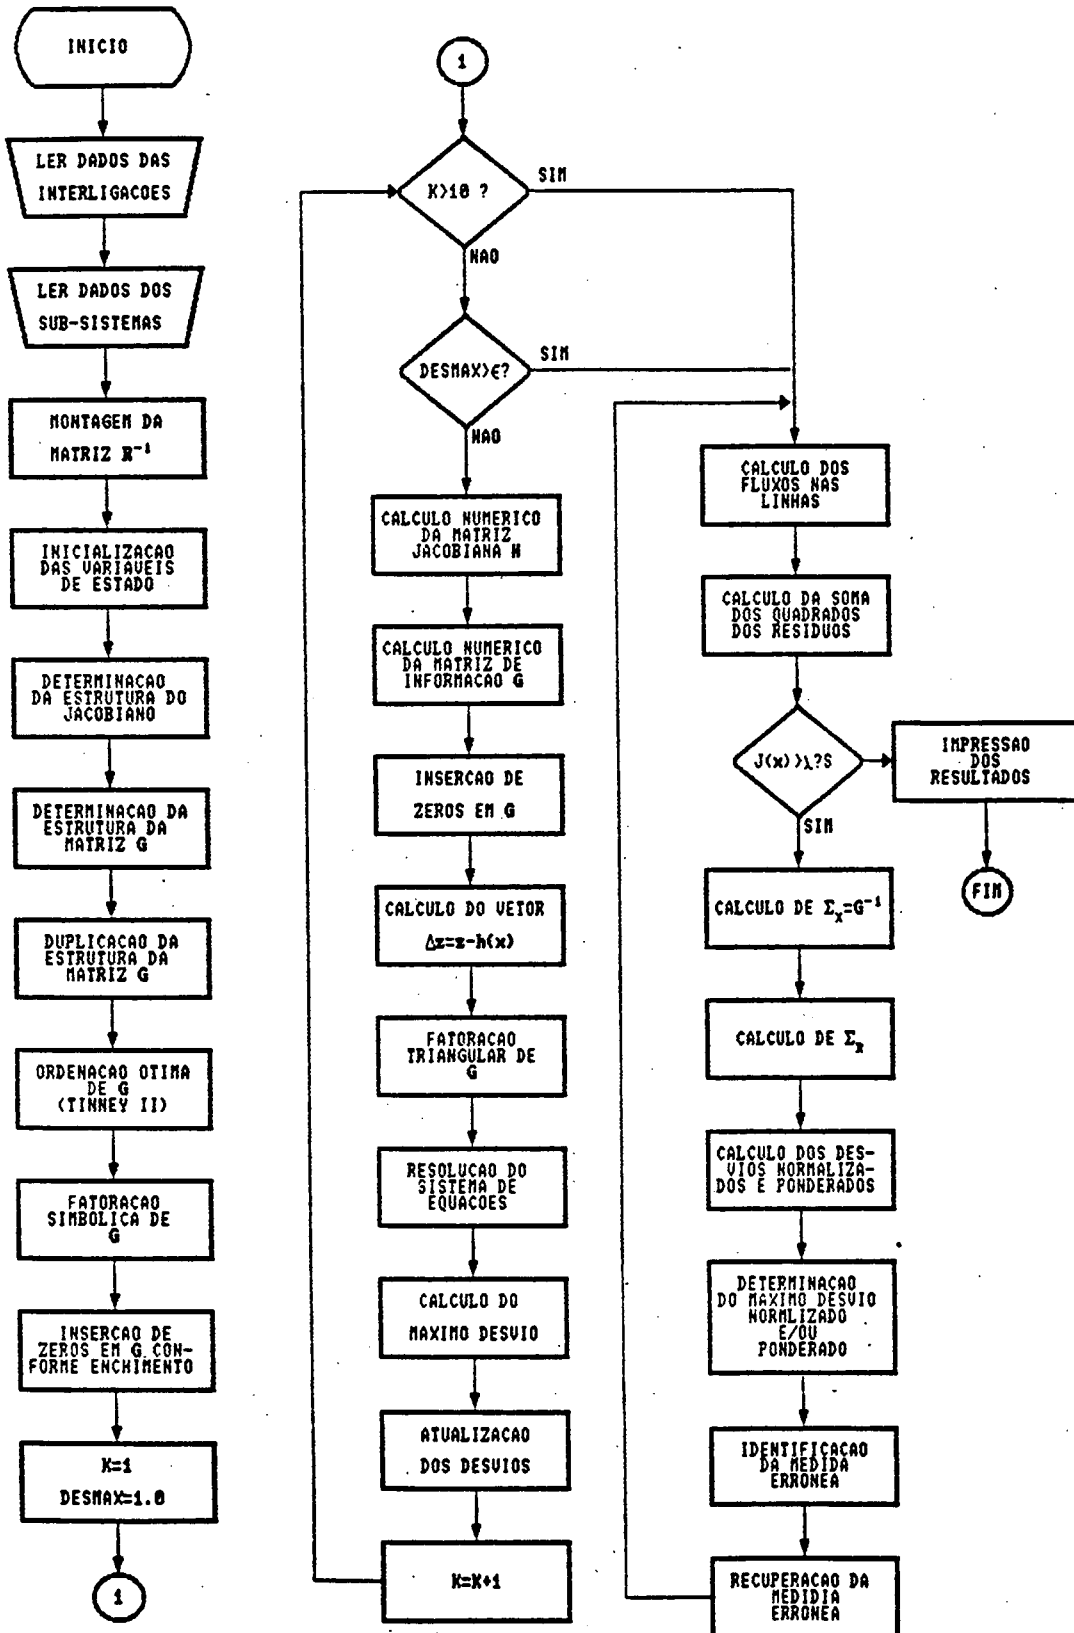 INICIO
LER DADOS DAS
INTERLIGACOES
LER DADOS DOS
SUB-SISTEMAS
MONTAGEM DA
MATRIZ R⁻¹
INICIALIZACAO
DAS VARIAVEIS
DE ESTADO
DETERMINACAO
DA ESTRUTURA DO
JACOBIANO
DETERMINACAO DA
ESTRUTURA DA
MATRIZ G
DUPLICACAO DA
ESTRUTURA DA
MATRIZ G
ORDENACAO OTIMA
DE G
(TINNEY II)
FATORACAO
SIMBOLICA DE
G
INSERCAO DE
ZEROS EM G CON-
FORME ENCHIMENTO
K=1
DESMAX=1.0
1
1
K>10 ?
SIM
NAO
DESMAX>ϵ?
SIM
NAO
CALCULO NUMERICO
DA MATRIZ
JACOBIANA H
CALCULO NUMERICO
DA MATRIZ DE
INFORMACAO G
INSERCAO DE
ZEROS EM G
CALCULO DO VETOR
Δz=z-h(x)
FATORACAO
TRIANGULAR DE
G
RESOLUCAO DO
SISTEMA DE
EQUACOES
CALCULO DO
MAXIMO DESVIO
ATUALIZACAO
DOS DESVIOS
K=K+1
CALCULO DOS
FLUXOS NAS
LINHAS
CALCULO DA SOMA
DOS QUADRADOS
DOS RESIDUOS
J(x)>λ?S
SIM
IMPRESSAO
DOS
RESULTADOS
FIM
CALCULO DE Σx=G⁻¹
CALCULO DE ΣR
CALCULO DOS DES-
VIOS NORMALIZA-
DOS E PONDERADOS
DETERMINACAO
DO MAXIMO DESVIO
NORMLIZADO
E/OU
PONDERADO
IDENTIFICACAO
DA MEDIDA
ERRONEA
RECUPERACAO DA
MEDIDIA
ERRONEA